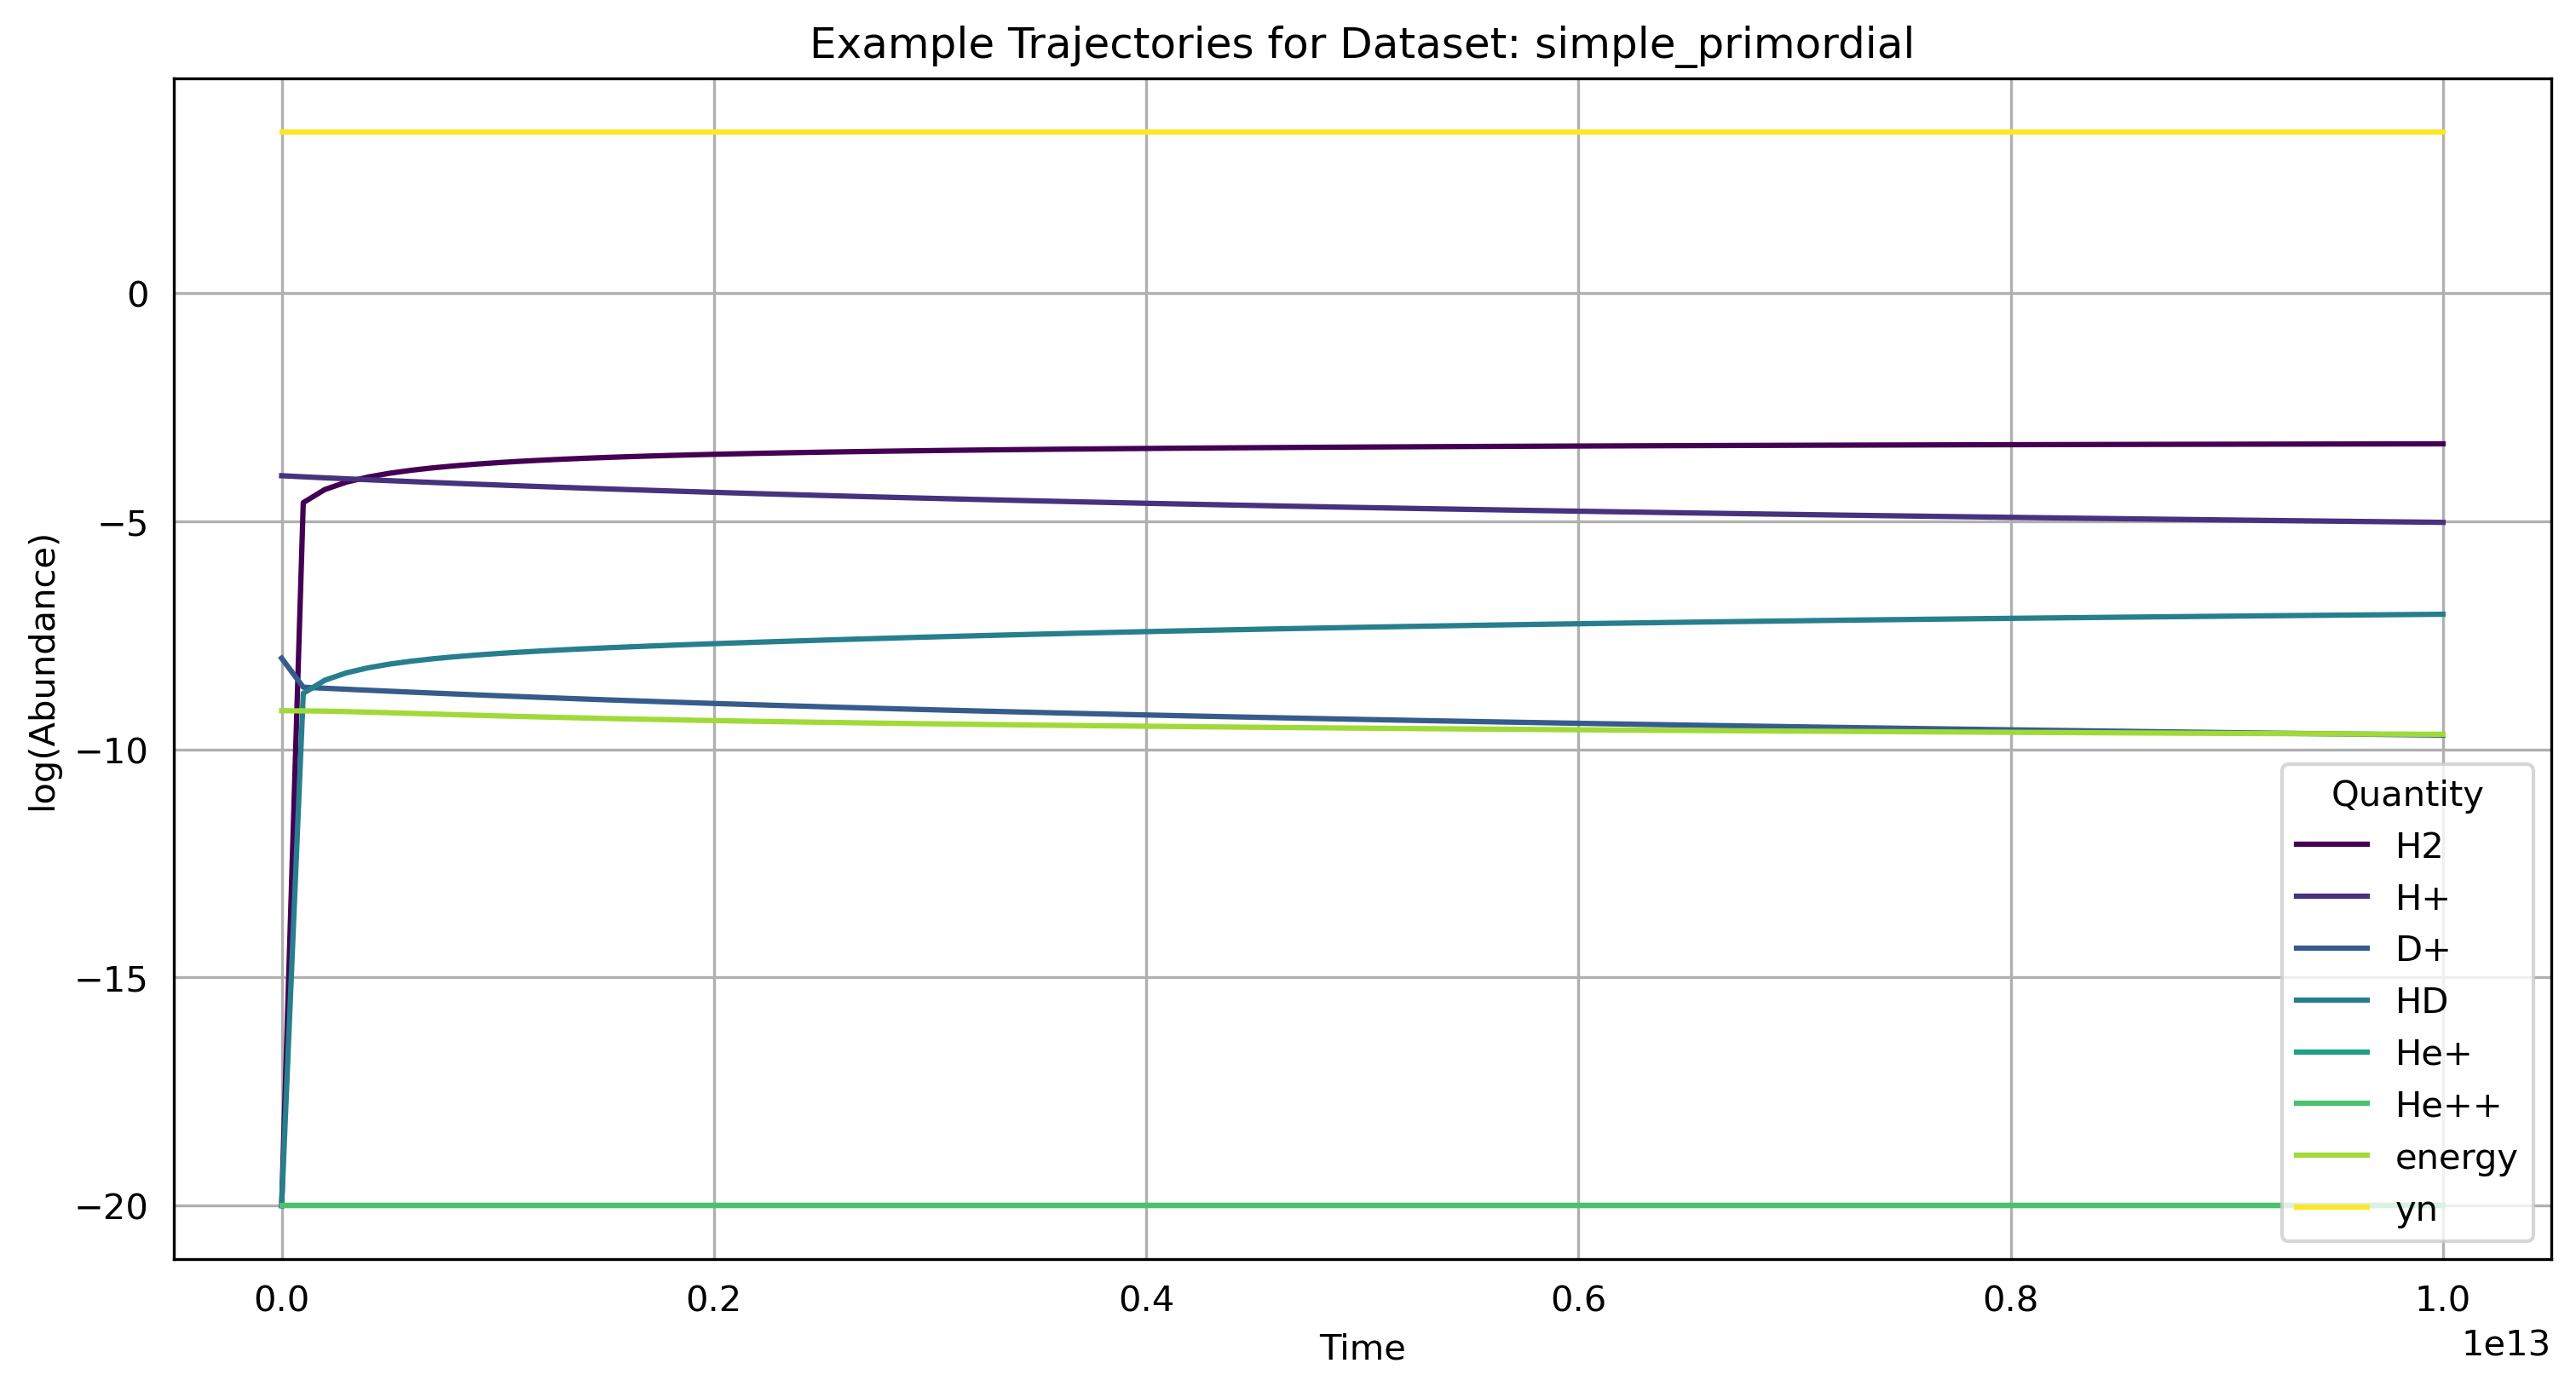 Example Trajectories for Dataset: simple_primordial
log(Abundance)
0
−5
−10
−15
−20
Quantity
H2
H+
D+
HD
He+
He++
energy
yn
0.0 0.2 0.4 0.6 0.8 1.0
Time
1e13